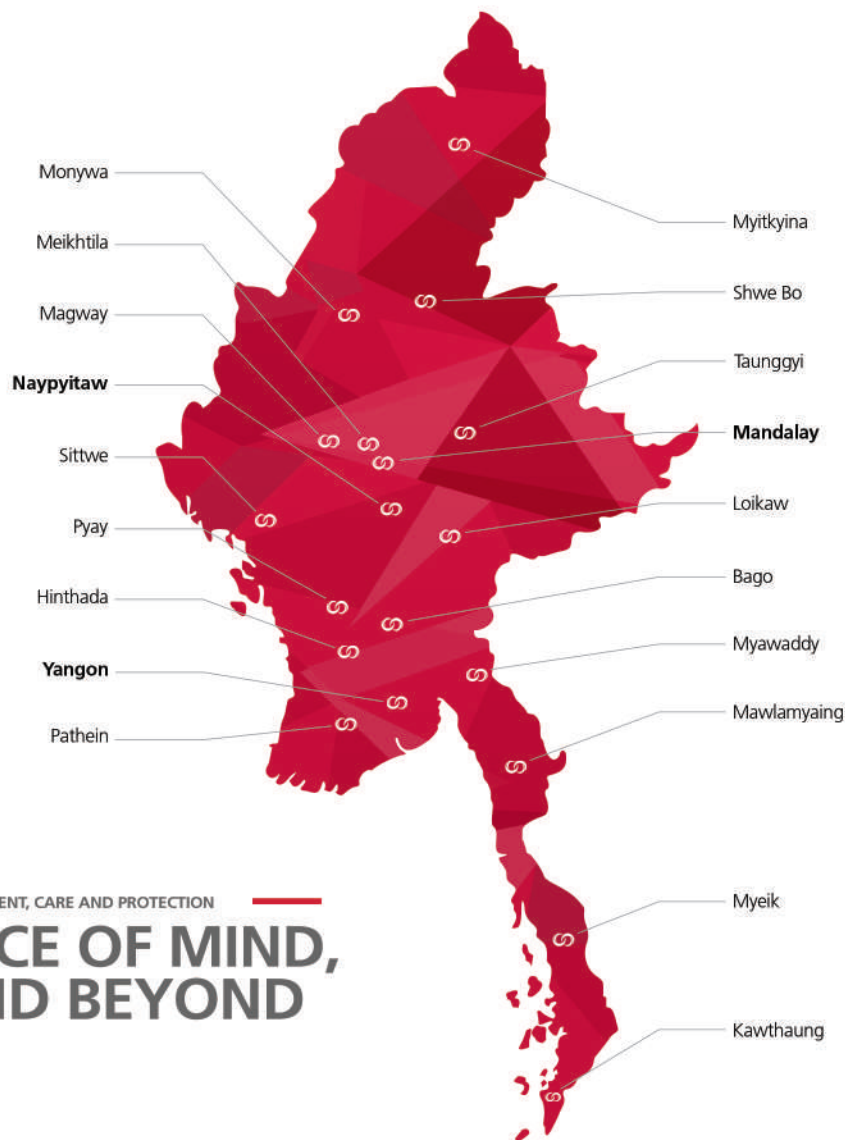 Monywa
Meikhtila
Magway
Naypyitaw
Sittwe
Pyay
Hinthada
Yangon
Pathein
Myitkyina
Shwe Bo
Taunggyi
Mandalay
Loikaw
Bago
Myawaddy
Mawlamyaing
Myeik
Kawthaung
ENT, CARE AND PROTECTION
CE OF MIND,
ND BEYOND